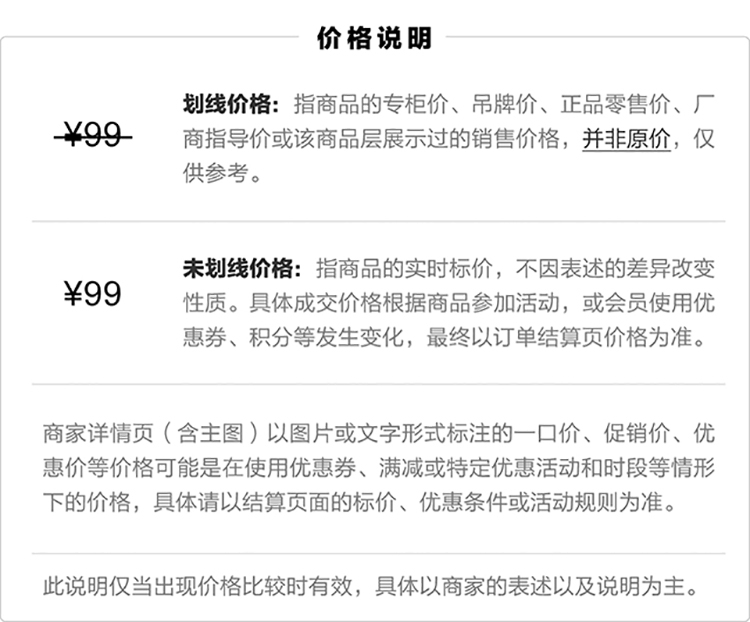 价格说明
¥99
划线价格：指商品的专柜价、吊牌价、正品零售价、厂
商指导价或该商品层展示过的销售价格，并非原价，仅
供参考。
¥99
未划线价格：指商品的实时标价，不因表述的差异改变
性质。具体成交价格根据商品参加活动，或会员使用优
惠券、积分等发生变化，最终以订单结算页价格为准。
商家详情页（含主图）以图片或文字形式标注的一口价、促销价、优
惠价等价格可能是在使用优惠券、满减或特定优惠活动和时段等情形
下的价格，具体请以结算页面的标价、优惠条件或活动规则为准。
此说明仅当出现价格比较时有效，具体以商家的表述以及说明为主。